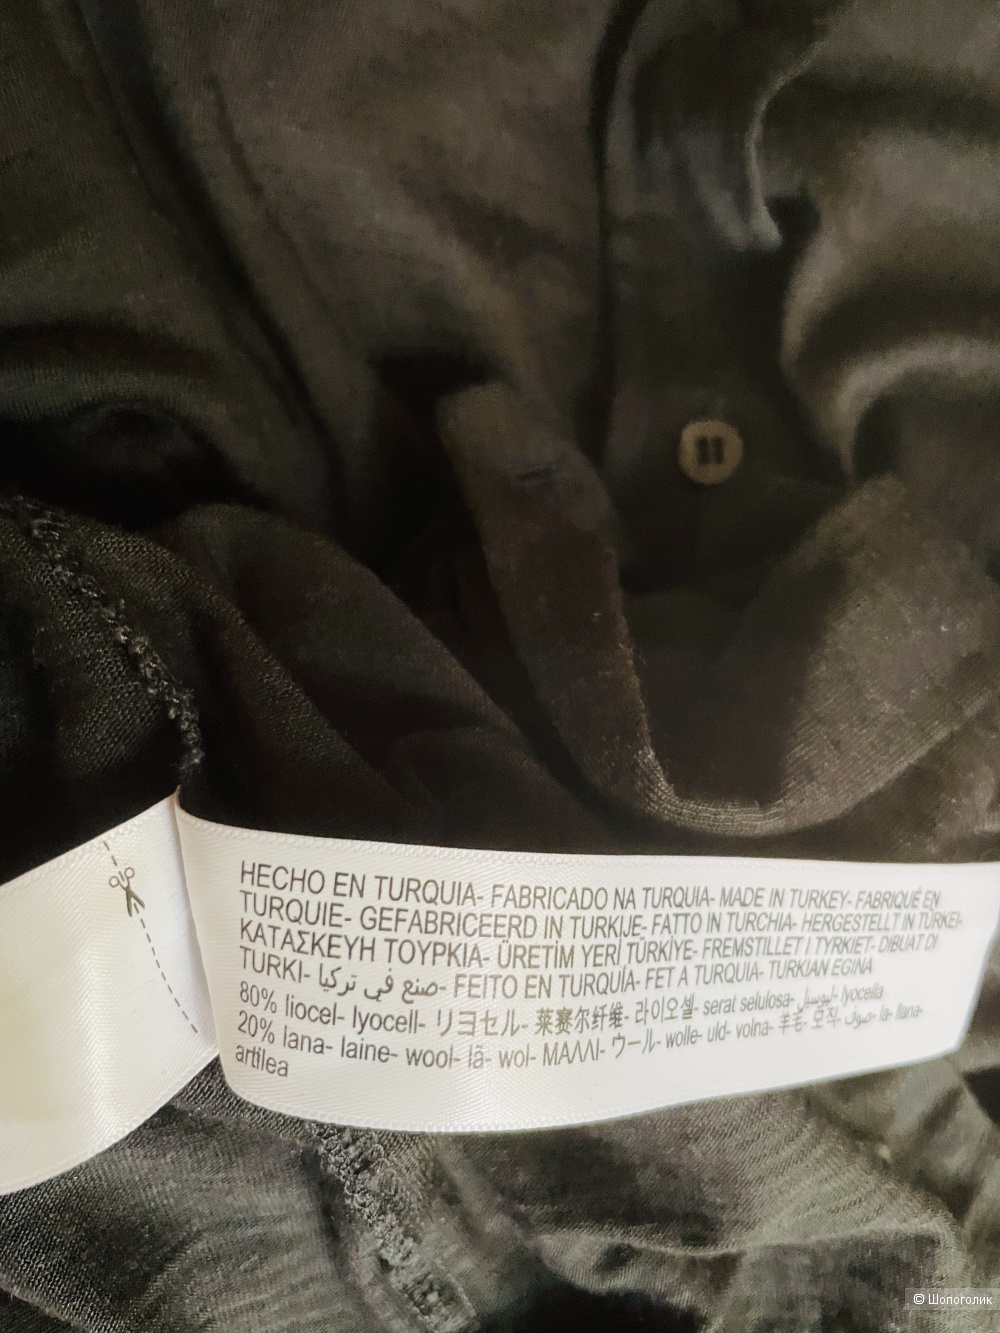 HECHO EN TURQUIA- FABRICADO NA TURQUIA- MADE IN TURKEY- FABRIQUÉ EN
TURQUIE- GEFABRICEERD IN TURKIJE- FATTO IN TURCHIA- HERGESTELLT IN TÜRKEI-
ΚΑΤΑΣΚΕΥΗ ΤΟΥΡΚΙΑ- ÜRETİM YERİ TÜRKİYE- FREMSTILLET I TYRKIET- DIBUAT DI
TURKI- صنع في تركيا- FEITO EN TURQUÍA- FET A TURQUIA- TURKIAN EGINA
80% liocel- lyocell- リヨセル- 莱赛尔纤维- 라이오셀- serat selulosa- ليوسيل- lyocella
20% lana- laine- wool- lã- wol- ΜΑΛΛΙ- ウール- wolle- uld- volna- 羊毛- 모직- صوف- la- llana-
artilea
© Шопоголик